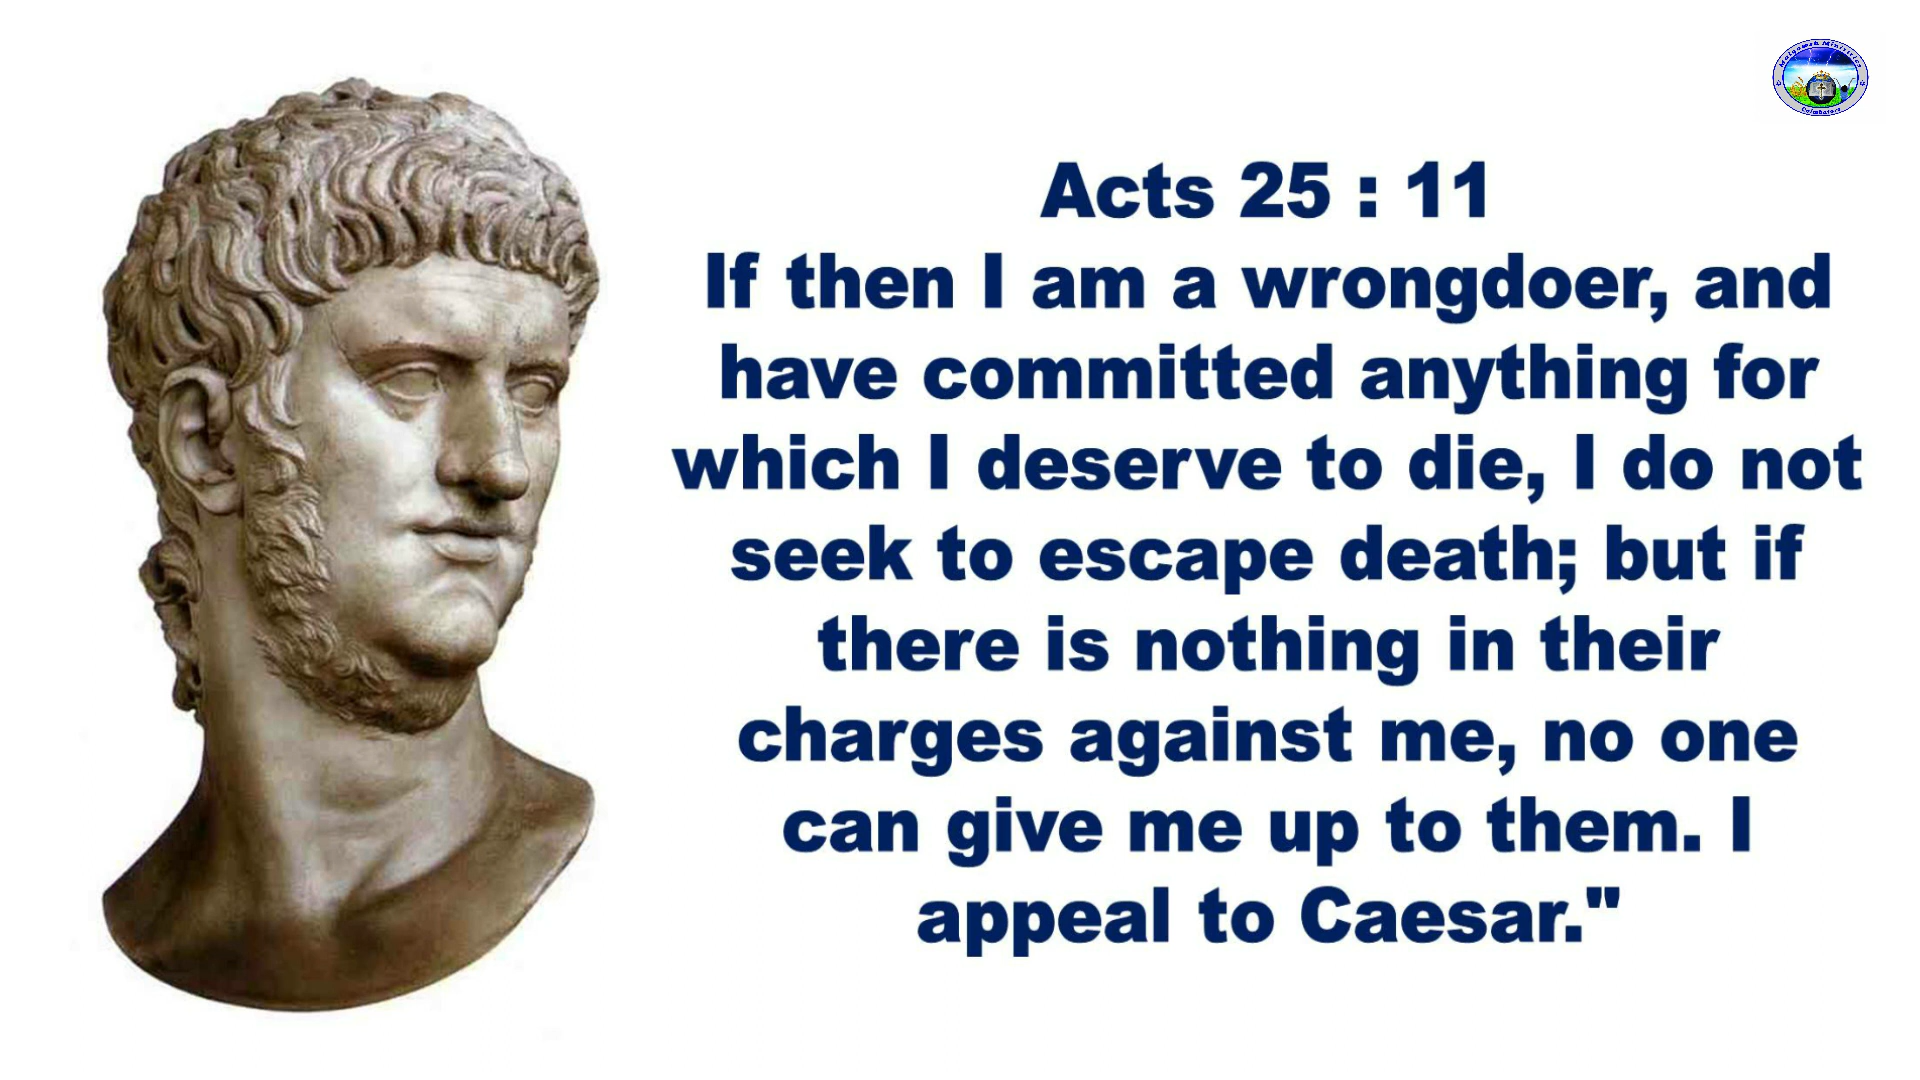 Acts 25 : 11
If then I am a wrongdoer, and
have committed anything for
which I deserve to die, I do not
seek to escape death; but if
there is nothing in their
charges against me, no one
can give me up to them. I
appeal to Caesar."
Ministries
Coimbatore